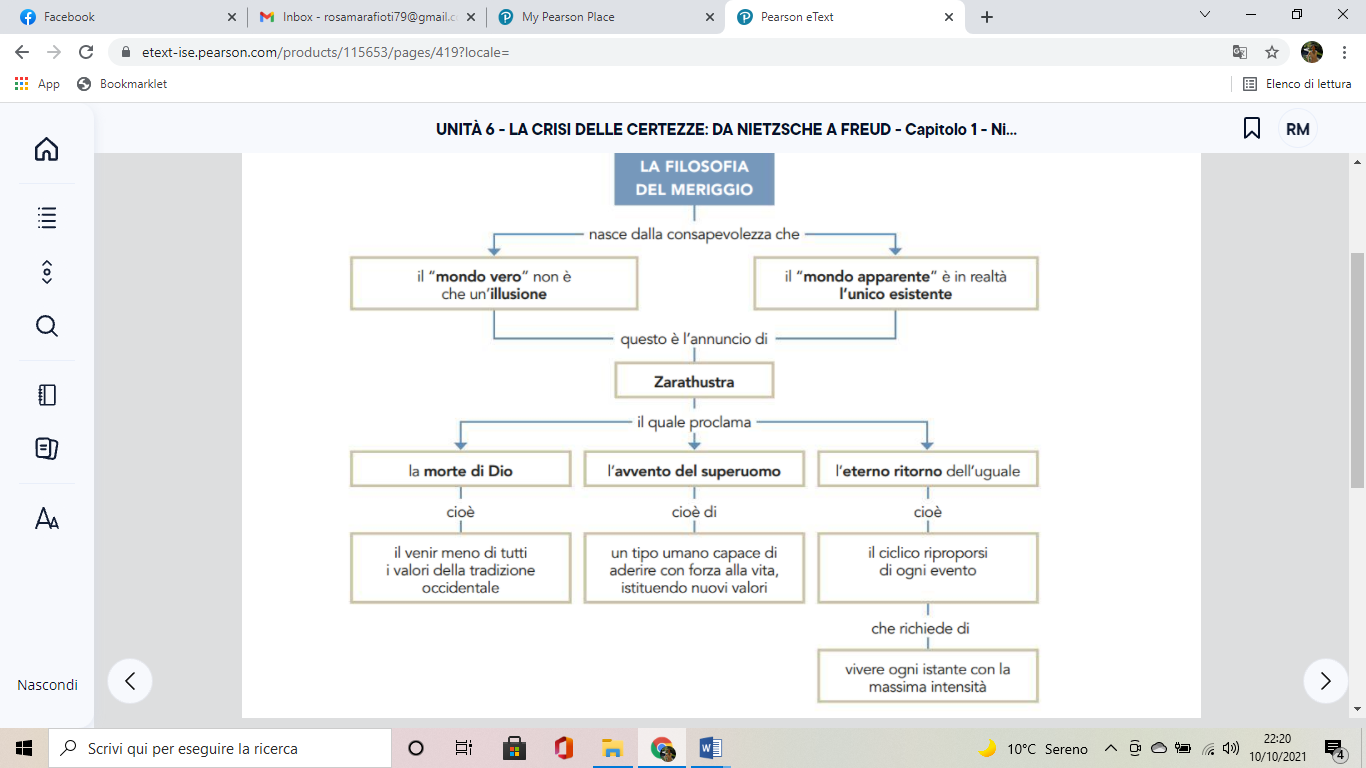 Facebook
Inbox - rosamarafioti79@gmail.c
My Pearson Place
Pearson eText
etext-ise.pearson.com/products/115653/pages/419?locale=
App
Bookmarklet
Elenco di lettura
UNITÀ 6 - LA CRISI DELLE CERTEZZE: DA NIETZSCHE A FREUD - Capitolo 1 - Ni...
RM
LA FILOSOFIA
DEL MERIGGIO
nasce dalla consapevolezza che
il “mondo vero” non è
che un’illusione
il “mondo apparente” è in realtà
l’unico esistente
questo è l’annuncio di
Zarathustra
il quale proclama
la morte di Dio
l’avvento del superuomo
l’eterno ritorno dell’uguale
cioè
cioè di
cioè
il venir meno di tutti
i valori della tradizione
occidentale
un tipo umano capace di
aderire con forza alla vita,
istituendo nuovi valori
il ciclico riproporsi
di ogni evento
che richiede di
vivere ogni istante con la
massima intensità
Nascondi
Scrivi qui per eseguire la ricerca
10°C Sereno
22:20
10/10/2021
4